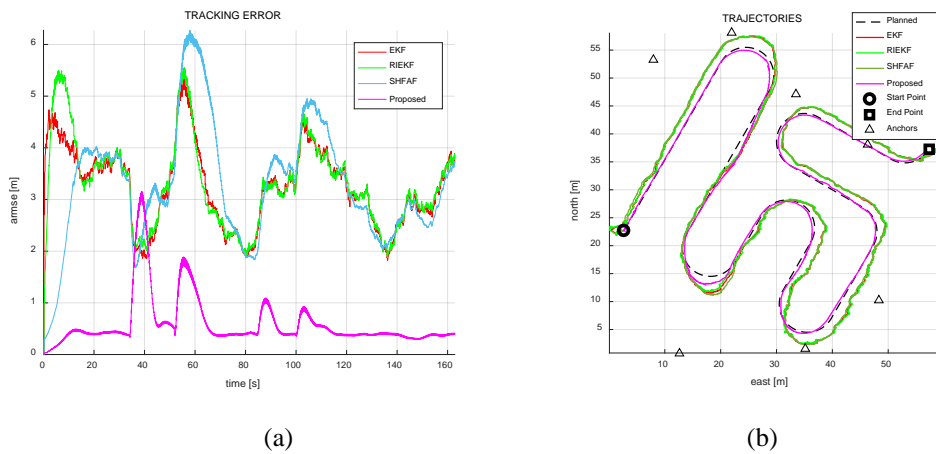 TRACKING ERROR
6
5
4
3
2
1
0
armse [m]
0 20 40 60 80 100 120 140 160
time [s]
EKF
RIEKF
SHFAF
Proposed
(a)
TRAJECTORIES
55
50
45
40
35
30
25
20
15
10
5
north [m]
10 20 30 40 50
east [m]
Planned
EKF
RIEKF
SHFAF
Proposed
Start Point
End Point
Anchors
(b)